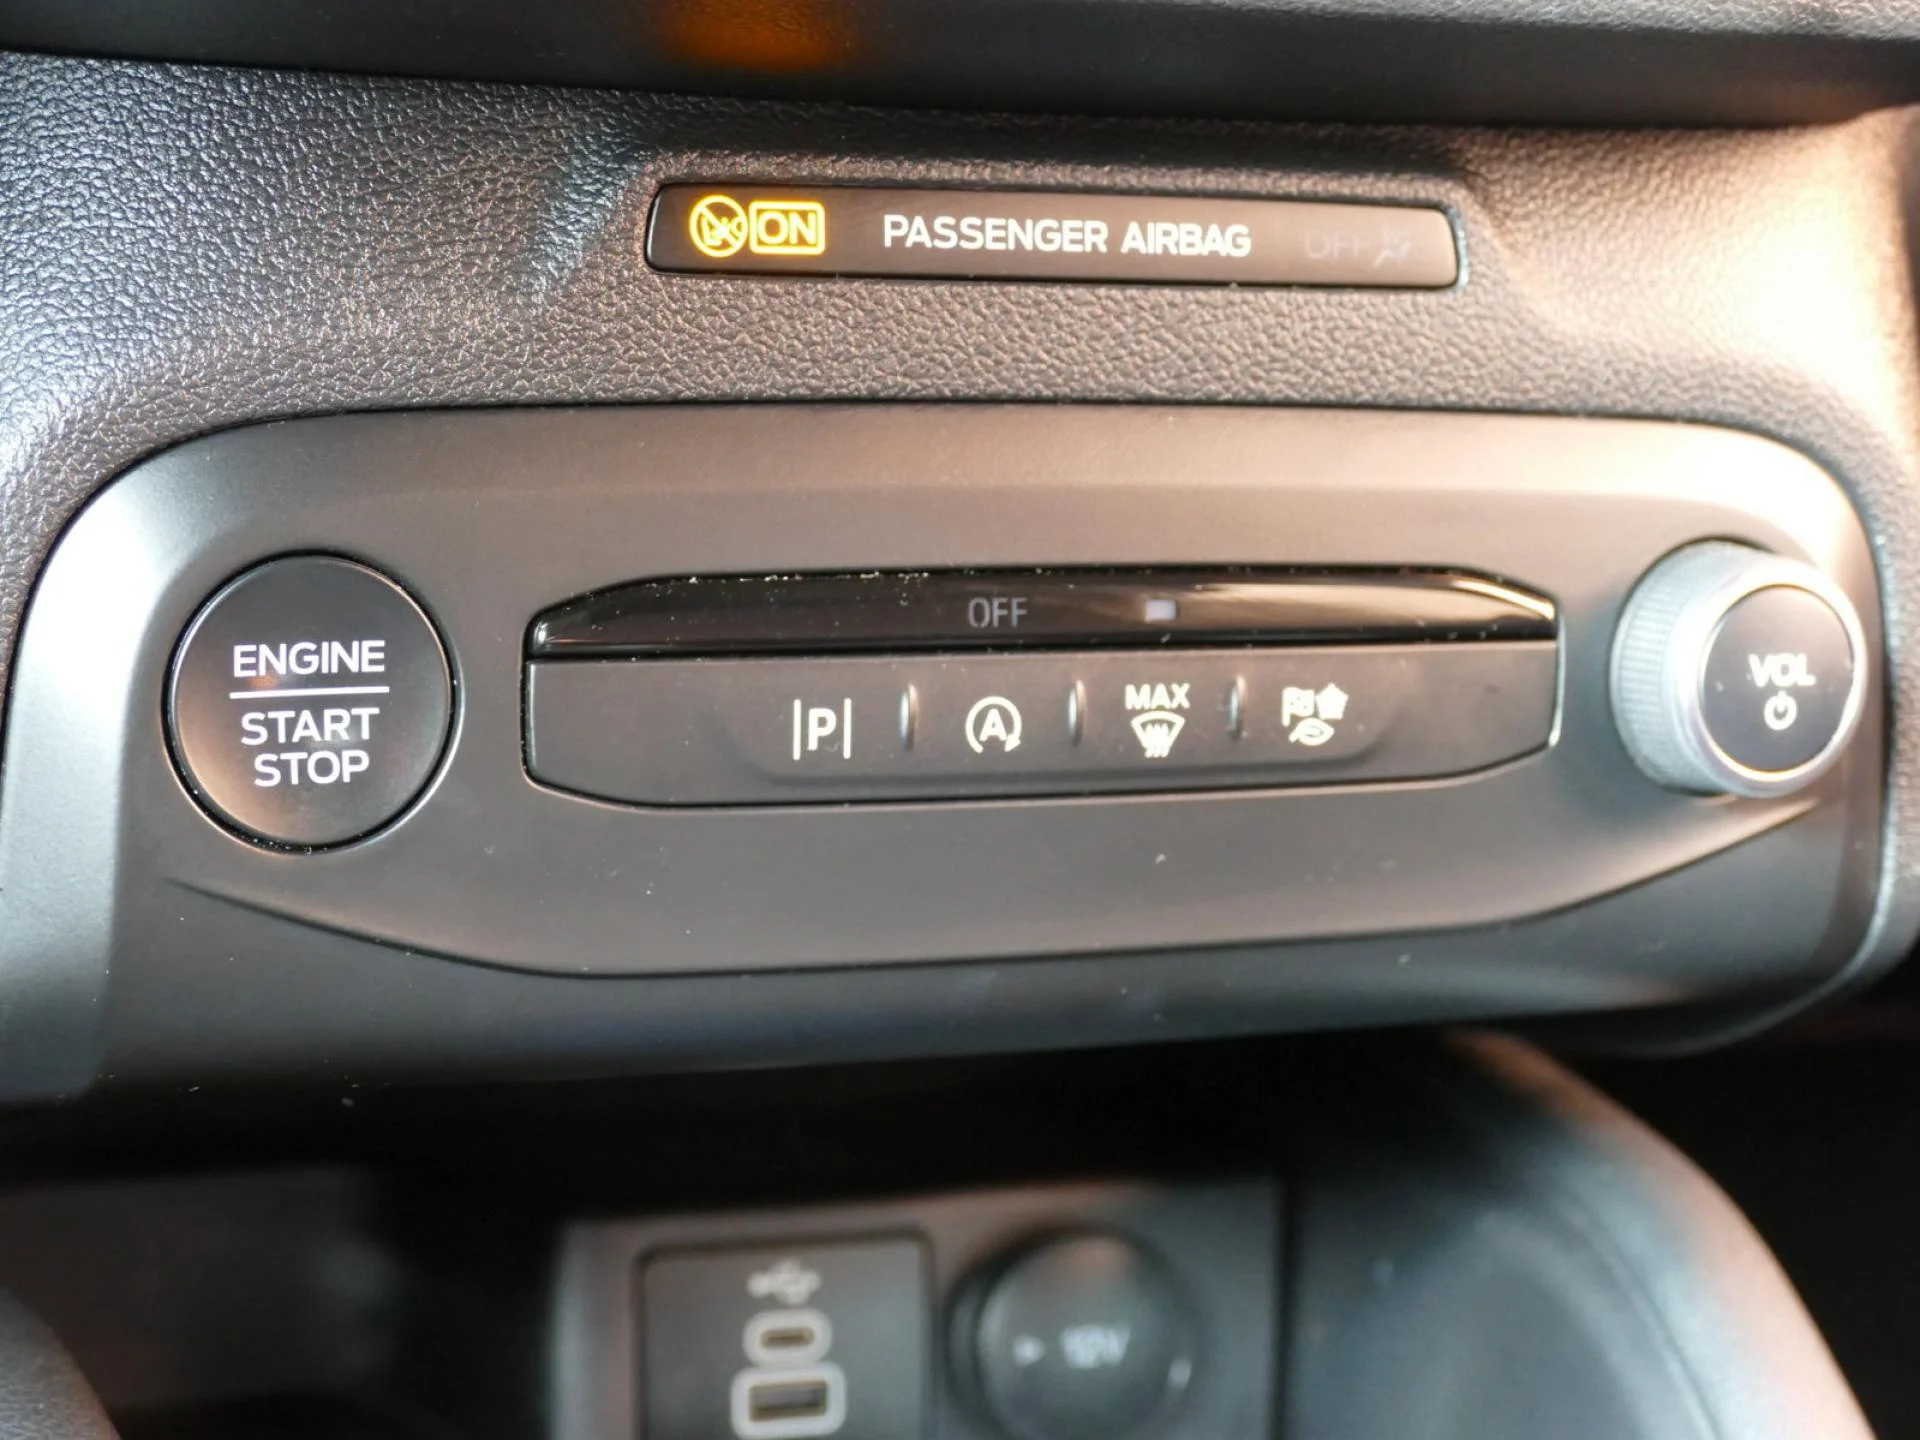 ON PASSENGER AIRBAG OFF
OFF
ENGINE
START
STOP
P
A
MAX
VOL
12V